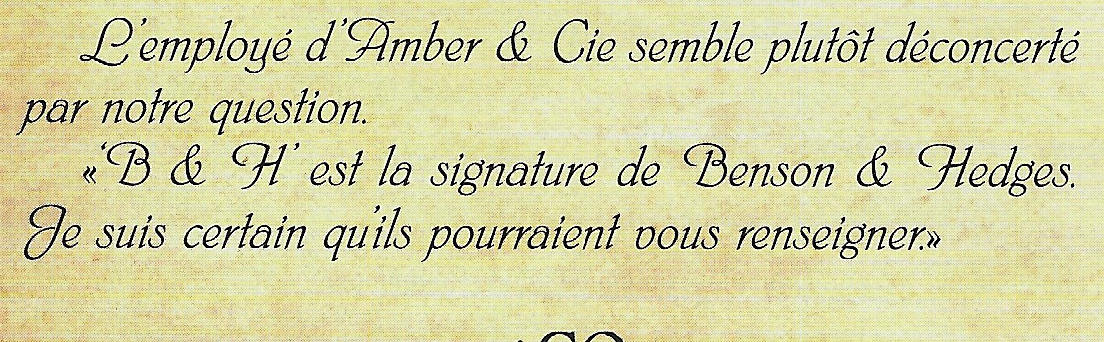 L'employé d'Amber & Cie semble plutôt déconcerté
par notre question.
«'B & H' est la signature de Benson & Hedges.
Je suis certain qu'ils pourraient vous renseigner.»